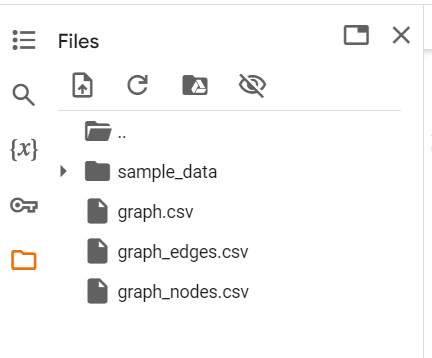 Files
{x}
..
sample_data
graph.csv
graph_edges.csv
graph_nodes.csv